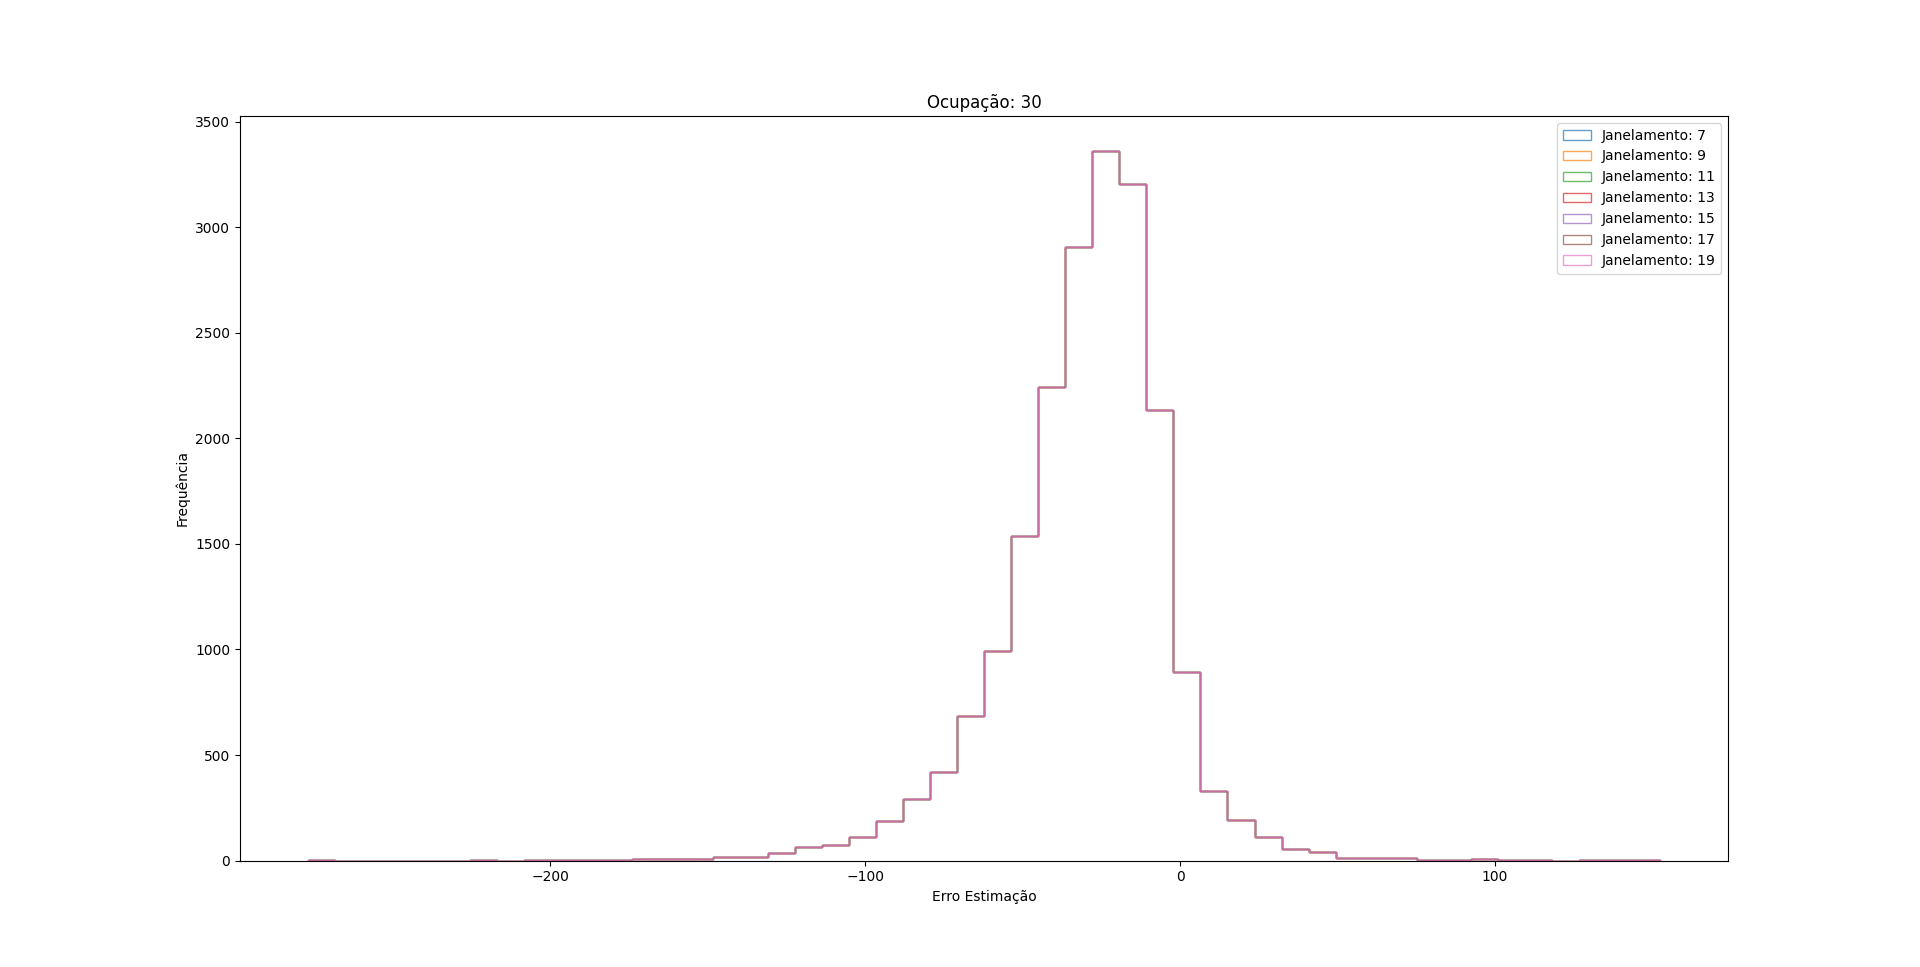 Ocupação: 30
3500
3000
2500
2000
1500
1000
500
0
Frequência
Janelamento: 7
Janelamento: 9
Janelamento: 11
Janelamento: 13
Janelamento: 15
Janelamento: 17
Janelamento: 19
−200 −100 0 100
Erro Estimação